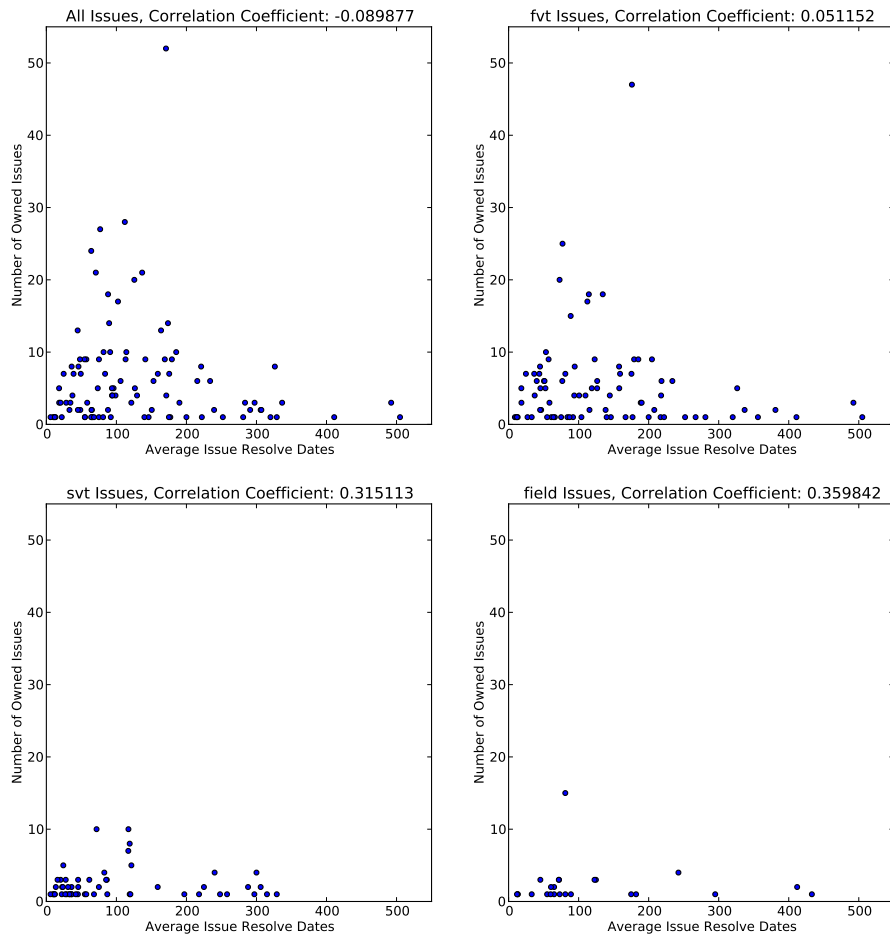 All Issues, Correlation Coefficient: -0.089877
50
40
30
20
10
0
Number of Owned Issues
0 100 200 300 400 500
Average Issue Resolve Dates
fvt Issues, Correlation Coefficient: 0.051152
50
40
30
20
10
0
Number of Owned Issues
0 100 200 300 400 500
Average Issue Resolve Dates
svt Issues, Correlation Coefficient: 0.315113
50
40
30
20
10
0
Number of Owned Issues
0 100 200 300 400 500
Average Issue Resolve Dates
field Issues, Correlation Coefficient: 0.359842
50
40
30
20
10
0
Number of Owned Issues
0 100 200 300 400 500
Average Issue Resolve Dates